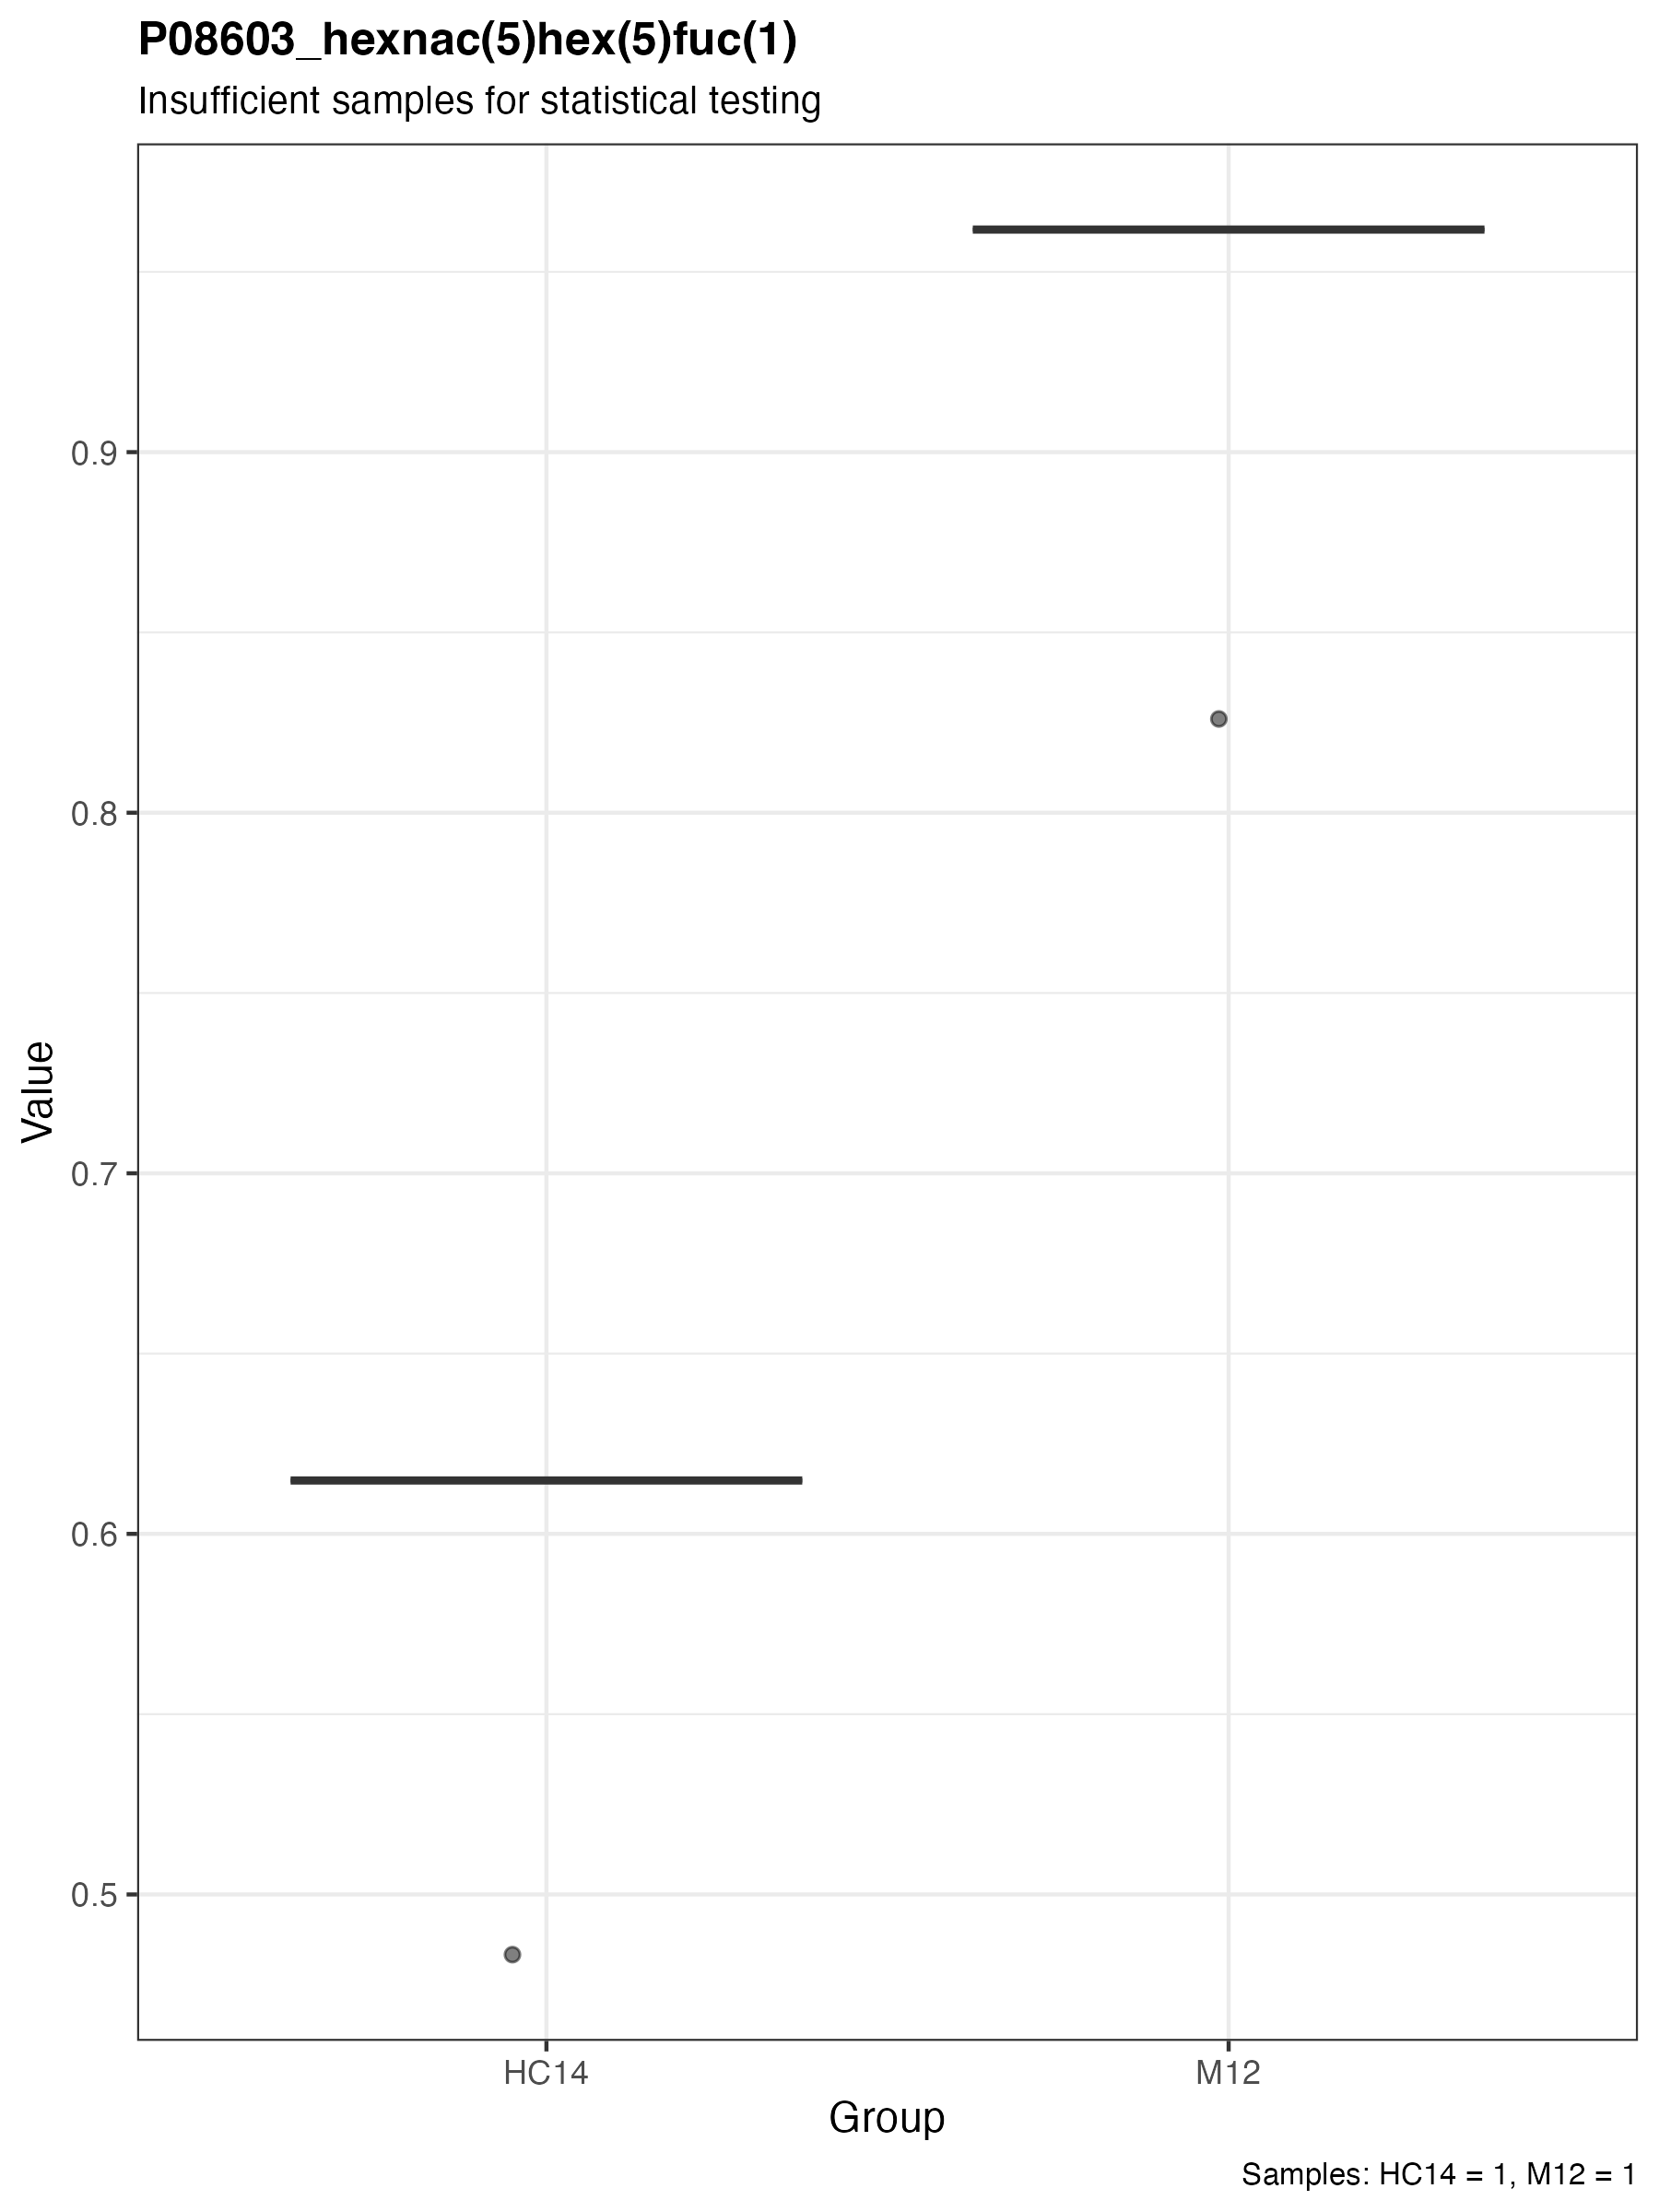 P08603_hexnac(5)hex(5)fuc(1)
Insufficient samples for statistical testing
Value
0.9
0.8
0.7
0.6
0.5
HC14
M12
Group
Samples: HC14 = 1, M12 = 1